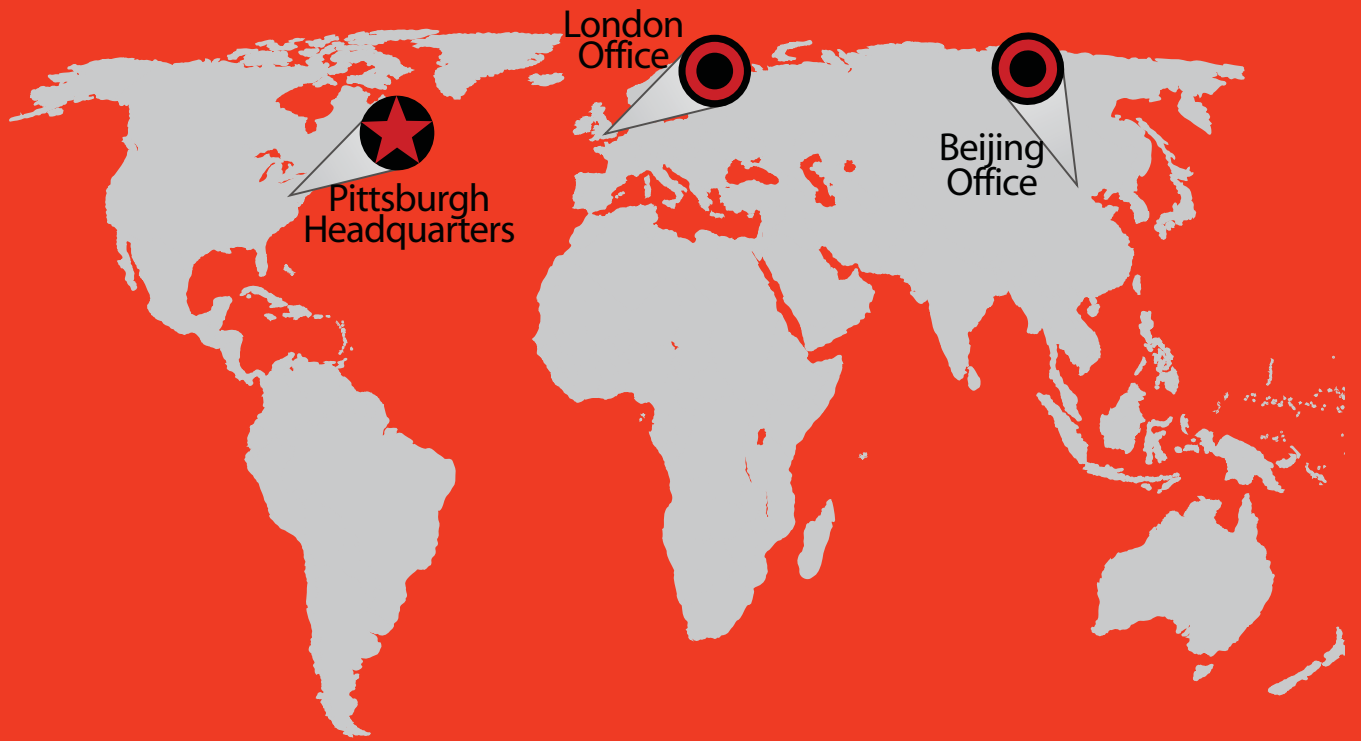 London
Office
Beijing
Office
Pittsburgh
Headquarters